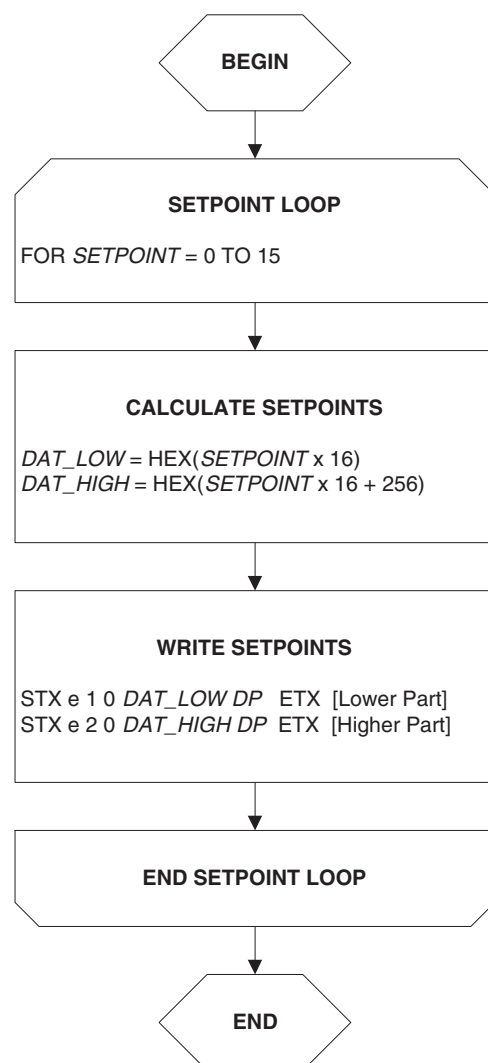 BEGIN
SETPOINT LOOP
FOR SETPOINT = 0 TO 15
CALCULATE SETPOINTS
DAT_LOW = HEX(SETPOINT x 16)
DAT_HIGH = HEX(SETPOINT x 16 + 256)
WRITE SETPOINTS
STX e 1 0 DAT_LOW DP ETX [Lower Part]
STX e 2 0 DAT_HIGH DP ETX [Higher Part]
END SETPOINT LOOP
END